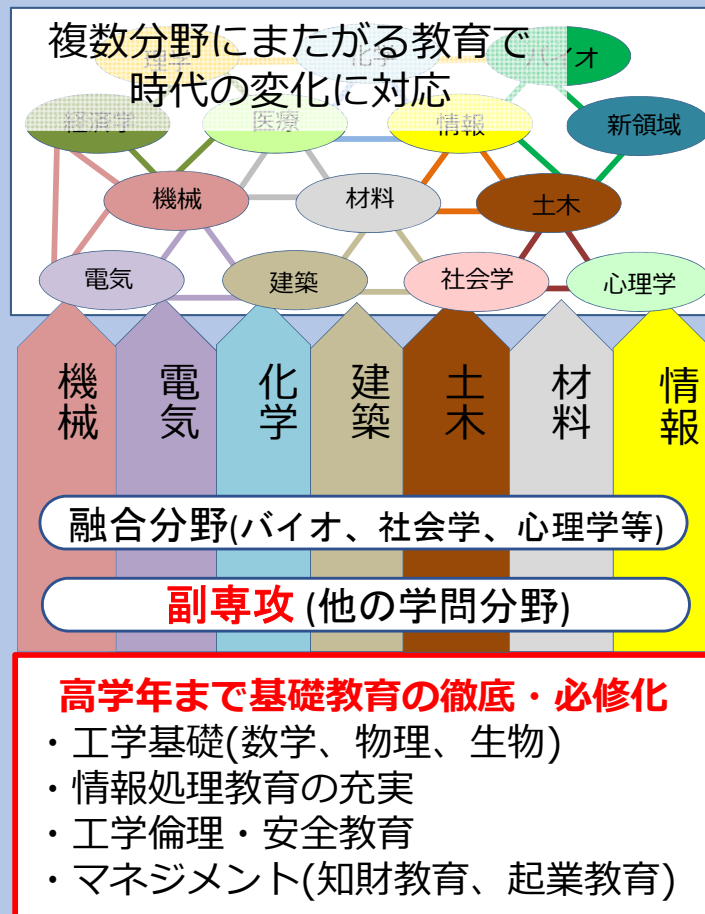 複数分野にまたがる教育で
時代の変化に対応
理学
化学
バイオ
経済学
医療
情報
新領域
機械
材料
土木
電気
建築
社会学
心理学
機械
電気
化学
建築
土木
材料
情報
融合分野(バイオ、社会学、心理学等)
副専攻 (他の学問分野)
高学年まで基礎教育の徹底・必修化
・工学基礎(数学、物理、生物)
・情報処理教育の充実
・工学倫理・安全教育
・マネジメント(知財教育、起業教育)